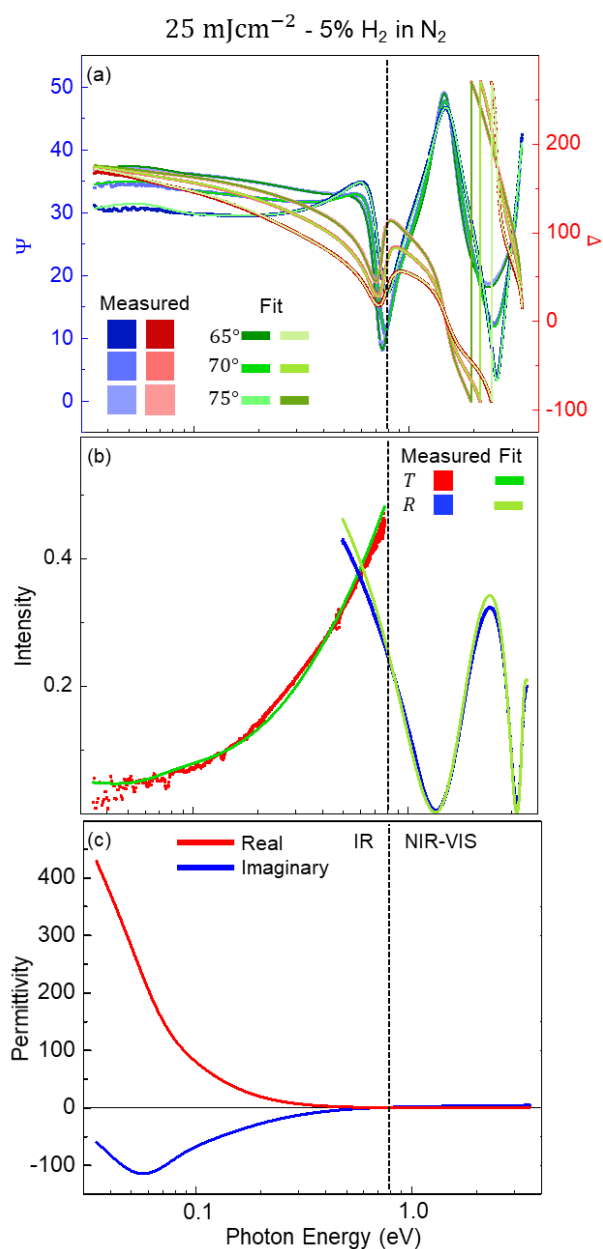 25 mJcm⁻² - 5% H₂ in N₂
(a)
50
40
30
20
10
0
Ψ
200
100
0
-100
Δ
Measured Fit
65°
70°
75°
(b)
Measured Fit
T
R
0.4
0.2
Intensity
(c)
Real
Imaginary
IR NIR-VIS
400
300
200
100
0
-100
Permittivity
0.1 1.0
Photon Energy (eV)